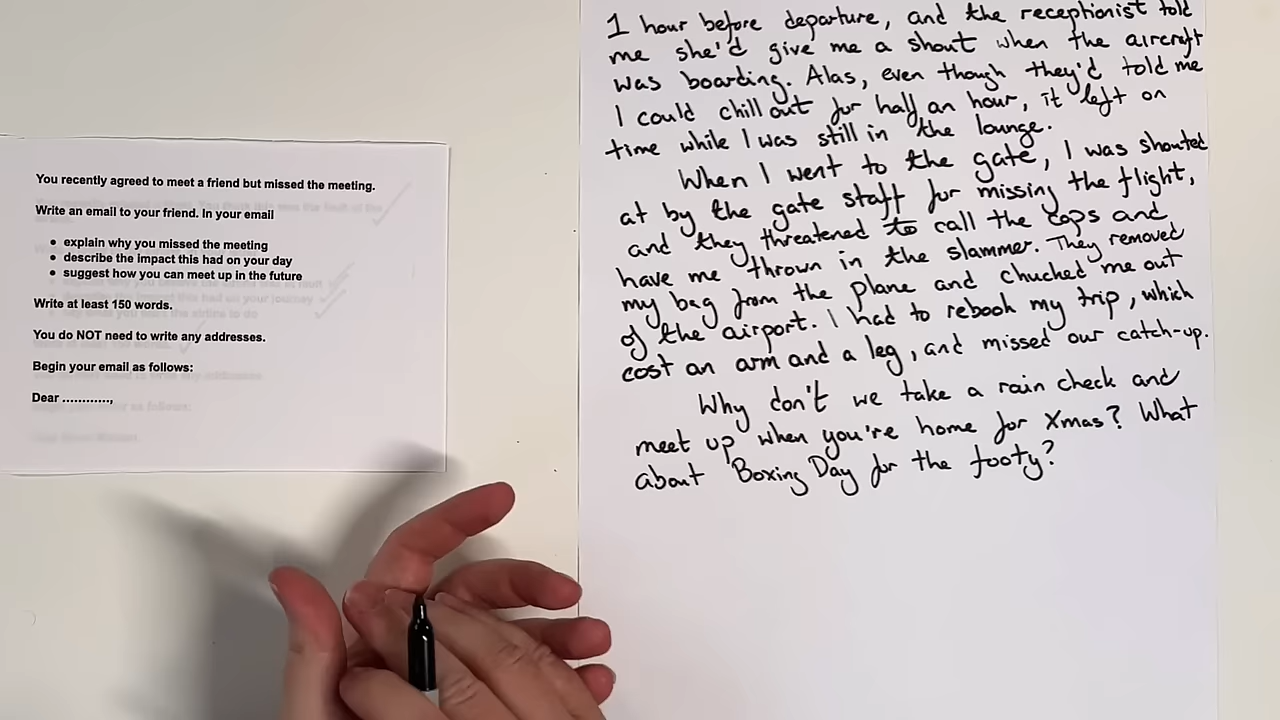 You recently agreed to meet a friend but missed the meeting.
Write an email to your friend. In your email
• explain why you missed the meeting
• describe the impact this had on your day
• suggest how you can meet up in the future
Write at least 150 words.
You do NOT need to write any addresses.
Begin your email as follows:
Dear ............,
1 hour before departure, and the receptionist told
me she'd give me a shout when the aircraft
was boarding. Alas, even though they'd told me
I could chill out for half an hour, it left on
time while I was still in the lounge.
When I went to the gate, I was shouted
at by the gate staff for missing the flight,
and they threatened to call the cops and
have me thrown in the slammer. They removed
my bag from the plane and chucked me out
of the airport. I had to rebook my trip, which
cost an arm and a leg, and missed our catch-up.
Why don't we take a rain check and
meet up when you're home for Xmas? What
about Boxing Day for the footy?